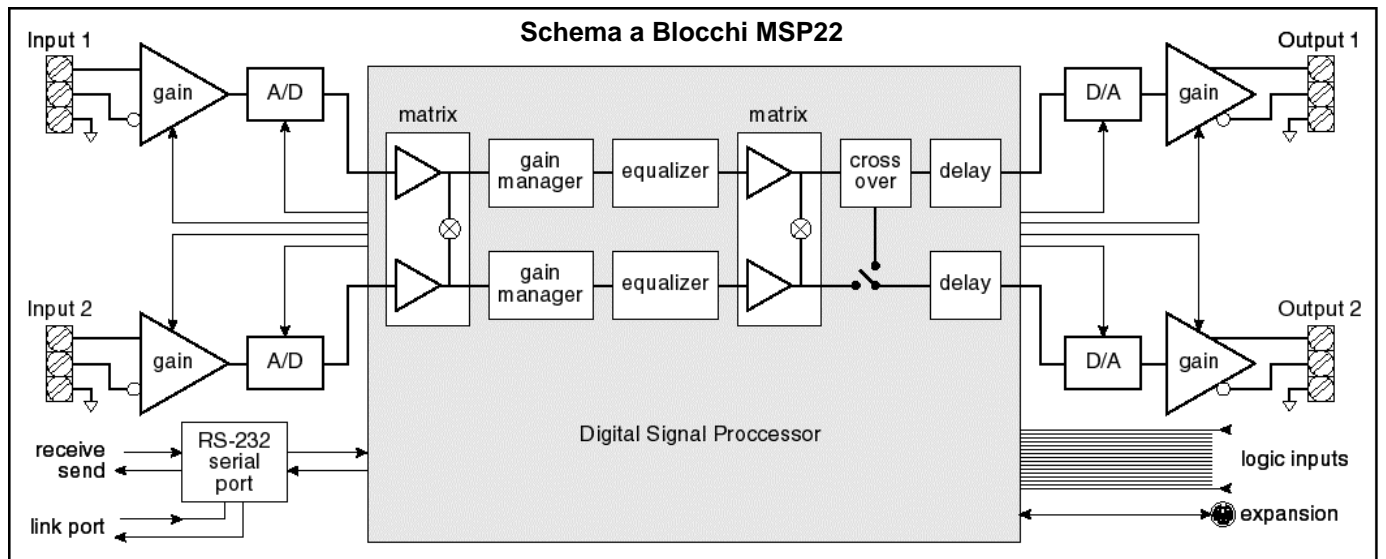 Schema a Blocchi MSP22
Input 1
Output 1
gain
A/D
D/A
gain
matrix
matrix
gain
manager
equalizer
cross
over
delay
gain
manager
equalizer
delay
Input 2
Output 2
gain
A/D
D/A
gain
Digital Signal Proccessor
receive
send
RS-232
serial
port
link port
logic inputs
expansion